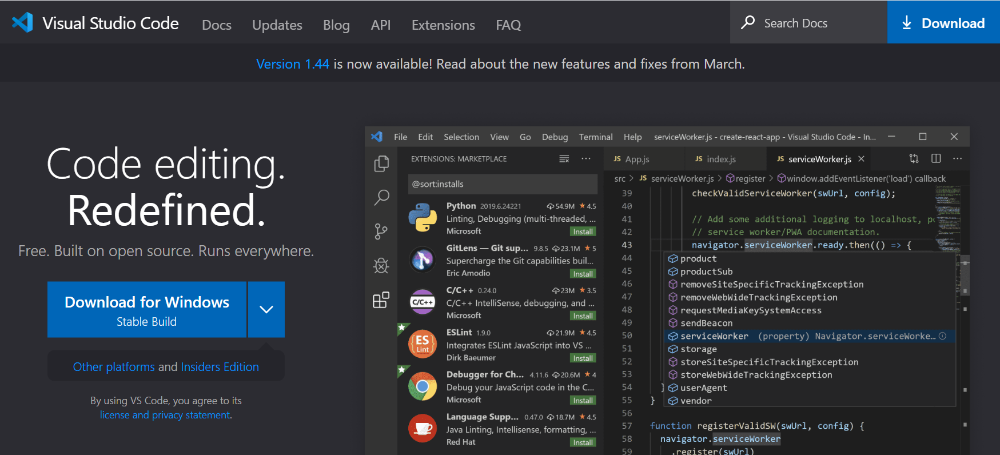 Visual Studio Code Docs Updates Blog API Extensions FAQ Search Docs Download
Version 1.44 is now available! Read about the new features and fixes from March.
Code editing.
Redefined.
Free. Built on open source. Runs everywhere.
Download for Windows
Stable Build
Other platforms and Insiders Edition
By using VS Code, you agree to its
license and privacy statement.
File Edit Selection View Go Debug Terminal Help serviceWorker.js - create-react-app - Visual Studio Code - In...
EXTENSIONS: MARKETPLACE
@sort:installs
Python 2019.6.24221 54.9M 4.5
Linting, Debugging (multi-threaded, ...
Microsoft Install
GitLens — Git sup... 9.8.5 23.1M 5
Supercharge the Git capabilities buil...
Eric Amodio Install
C/C++
C/C++ 0.24.0 23M 3.5
C/C++ IntelliSense, debugging, and ...
Microsoft Install
ES
Lint
ESLint 1.9.0 21.9M 4.5
Integrates ESLint JavaScript into VS ...
Dirk Baeumer Install
Debugger for Ch... 4.11.6 20.6M 4
Debug your JavaScript code in the C...
Microsoft Install
Language Supp... 0.47.0 18.7M 4.5
Java Linting, Intellisense, formatting, ...
Red Hat Install
JS App.js JS index.js JS serviceWorker.js
src > JS serviceWorker.js > register > window.addEventListener('load') callback
39 checkValidServiceWorker(swUrl, config);
40
41 // Add some additional logging to localhost, po
42 // service worker/PWA documentation.
43 navigator.serviceWorker.ready.then(() => {
44 product
45 productSub
46 removeSiteSpecificTrackingException
47 removeWebWideTrackingException
48 requestMediaKeySystemAccess
49 sendBeacon
50 serviceWorker (property) Navigator.serviceWorke...
51 storage
52 storeSiteSpecificTrackingException
53 storeWebWideTrackingException
54 } userAgent
55 } vendor
56
57 function registerValidSW(swUrl, config) {
58 navigator.serviceWorker
59 .register(swUrl)